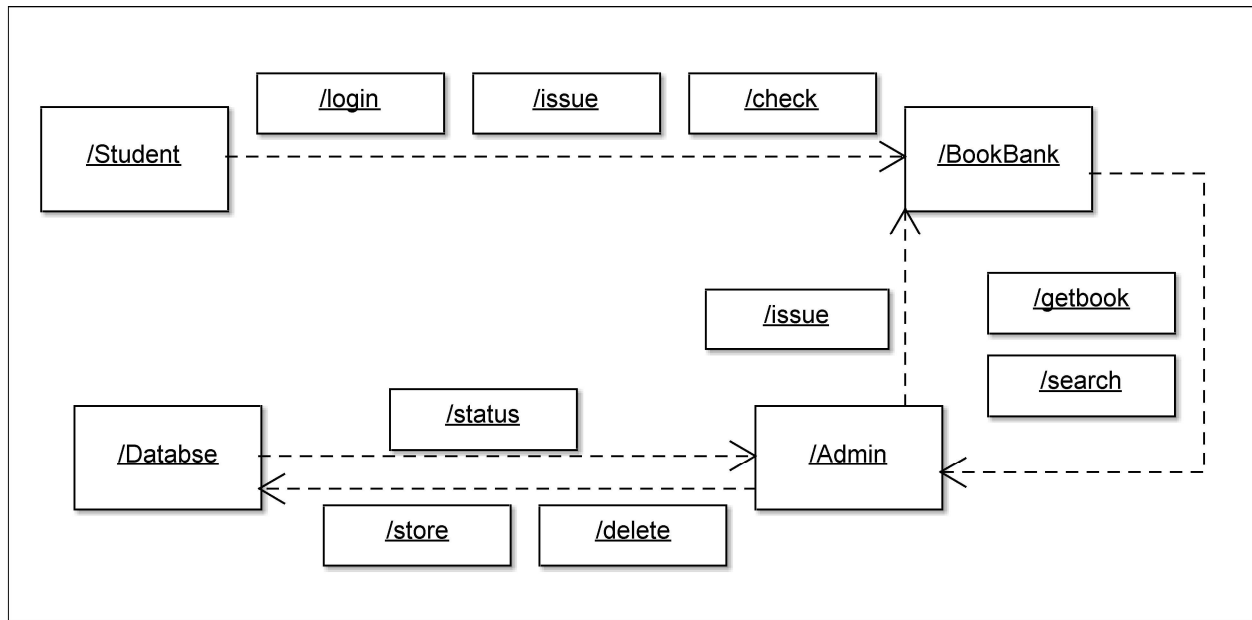 /login
/issue
/check
/Student
/BookBank
/getbook
/issue
/search
/status
/Databse
/Admin
/store
/delete